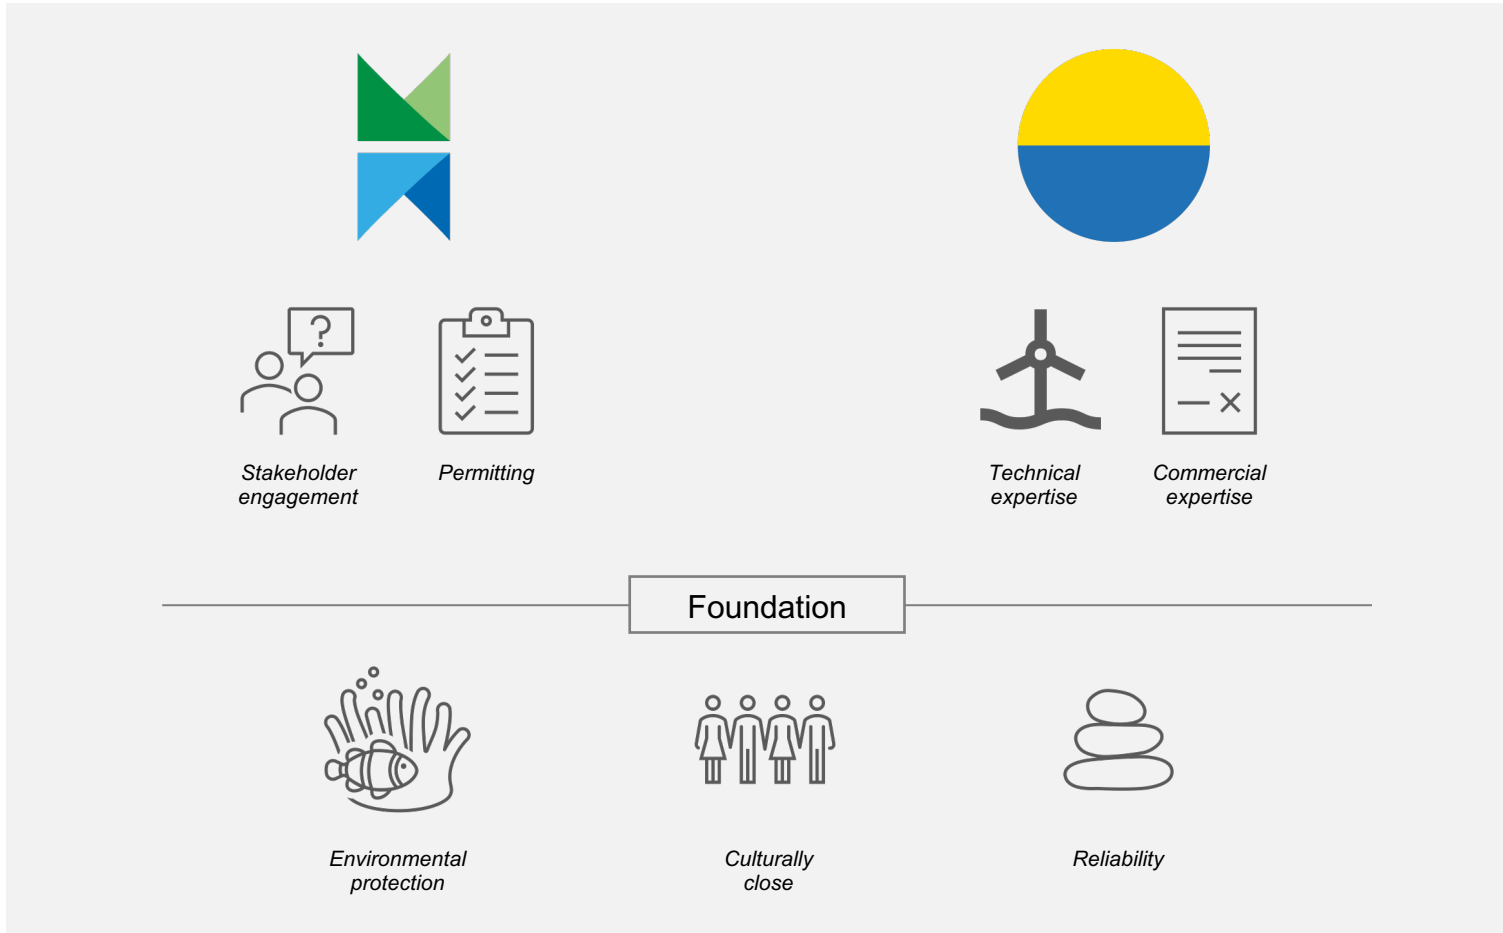 ?
Stakeholder
engagement
Permitting
Technical
expertise
Commercial
expertise
Foundation
Environmental
protection
Culturally
close
Reliability